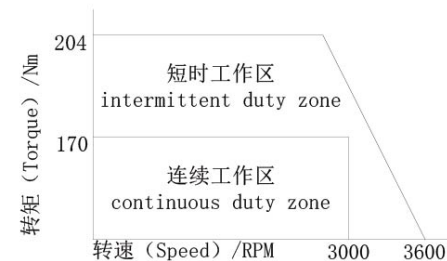 204
短时工作区
intermittent duty zone
170
连续工作区
continuous duty zone
转矩（Torque）/Nm
转速（Speed）/RPM
3000
3600